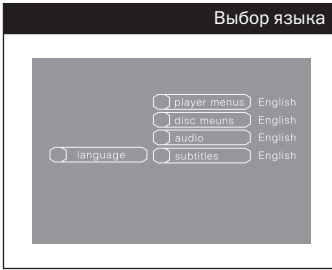 Выбор языка
player menus English
disc meuns English
audio English
language subtitles English